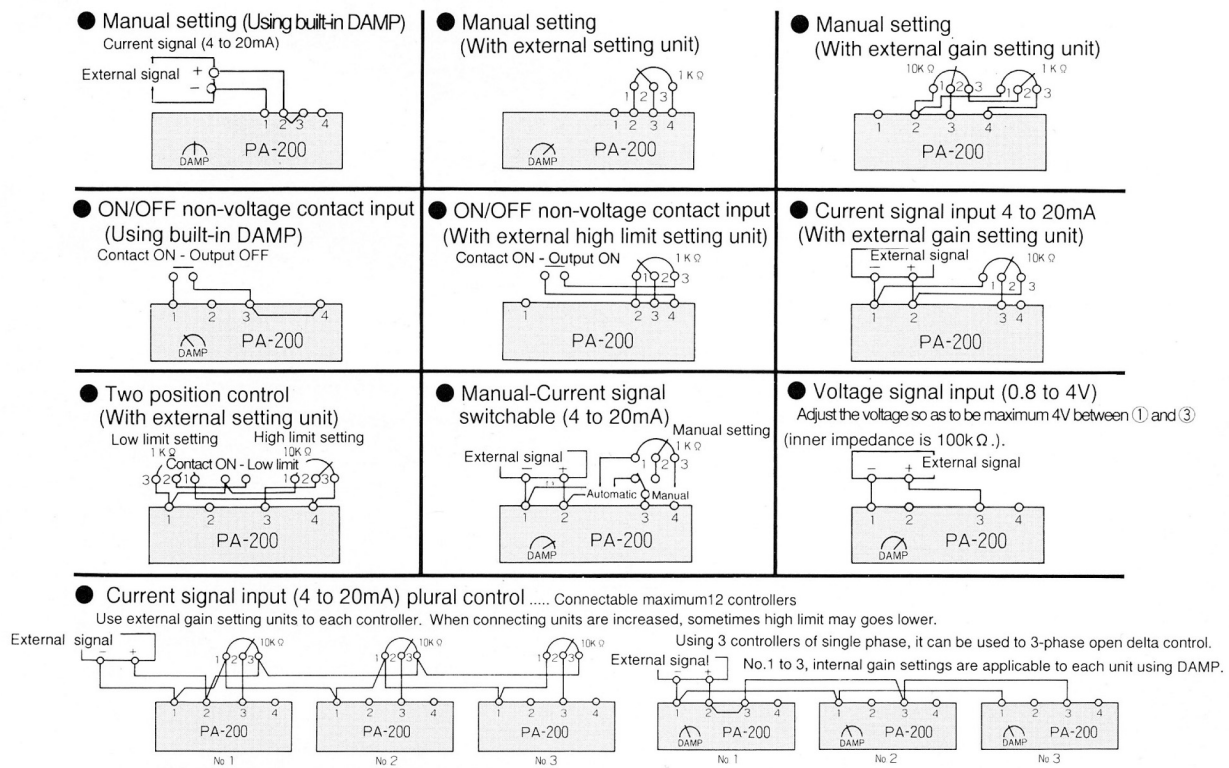 ● Manual setting (Using built-in DAMP)
Current signal (4 to 20mA)
External signal + −
1 2 3 4
PA-200
DAMP
● Manual setting
(With external setting unit)
1 KΩ
1 2 3
1 2 3 4
PA-200
DAMP
● Manual setting
(With external gain setting unit)
10KΩ 1 KΩ
1 2 3 1 2 3
1 2 3 4
PA-200
● ON/OFF non-voltage contact input
(Using built-in DAMP)
Contact ON - Output OFF
1 2 3 4
PA-200
DAMP
● ON/OFF non-voltage contact input
(With external high limit setting unit)
Contact ON - Output ON 1 KΩ
1 2 3
1 2 3 4
PA-200
● Current signal input 4 to 20mA
(With external gain setting unit)
External signal 10KΩ
− + 1 2 3
1 2 3 4
PA-200
● Two position control
(With external setting unit)
Low limit setting High limit setting
1 KΩ 10KΩ
Contact ON - Low limit
3 2 1 1 2 3
1 2 3 4
PA-200
● Manual-Current signal
switchable (4 to 20mA)
Manual setting
1 KΩ
External signal 1 2 3
− +
Automatic Manual
1 2 3 4
PA-200
DAMP
● Voltage signal input (0.8 to 4V)
Adjust the voltage so as to be maximum 4V between ① and ③
(inner impedance is 100kΩ.).
− + External signal
1 2 3 4
PA-200
DAMP
● Current signal input (4 to 20mA) plural control ..... Connectable maximum12 controllers
Use external gain setting units to each controller. When connecting units are increased, sometimes high limit may goes lower.
External signal 10KΩ 10KΩ 10KΩ
− + 1 2 3 1 2 3 1 2 3
1 2 3 4 1 2 3 4 1 2 3 4
PA-200 PA-200 PA-200
No 1 No 2 No 3
Using 3 controllers of single phase, it can be used to 3-phase open delta control.
External signal No.1 to 3, internal gain settings are applicable to each unit using DAMP.
− +
1 2 3 4 1 2 3 4 1 2 3 4
PA-200 PA-200 PA-200
DAMP DAMP DAMP
No 1 No 2 No 3